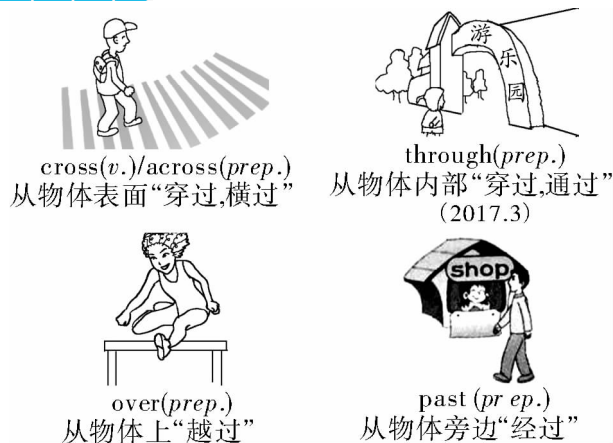 游
乐
园
cross(v.)/across(prep.)
从物体表面“穿过,横过”
through(prep.)
从物体内部“穿过,通过”
(2017.3)
shop
over(prep.)
从物体上“越过”
past (pr ep.)
从物体旁边“经过”